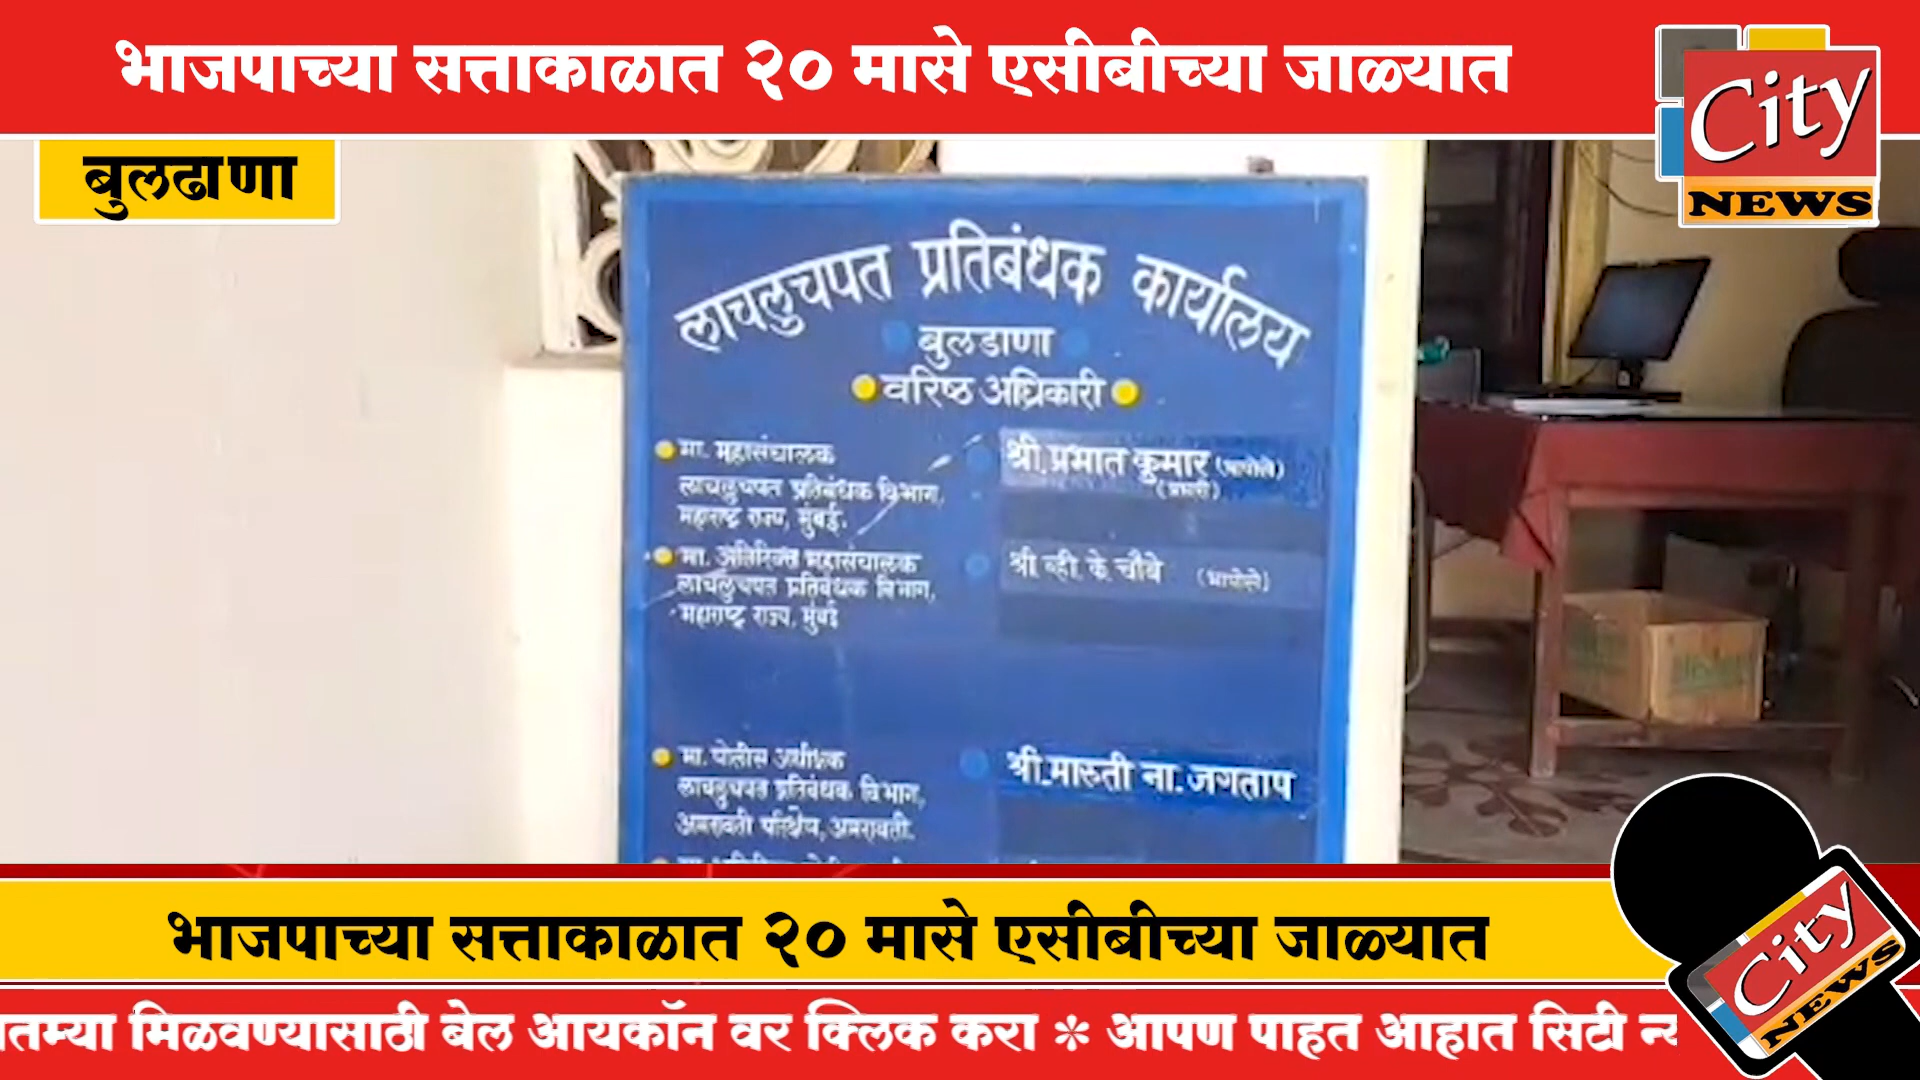 भाजपाच्या सत्ताकाळात २० मासे एसीबीच्या जाळ्यात
City
NEWS
बुलढाणा
लाचलुचपत प्रतिबंधक कार्यालय
बुलडाणा
वरिष्ठ अधिकारी
मा. महासंचालक
लाचलुचपत प्रतिबंधक विभाग,
महाराष्ट्र राज्य, मुंबई.
श्री. प्रभात कुमार (भापोसे)
(प्रभारी)
मा. अतिरिक्त महासंचालक
लाचलुचपत प्रतिबंधक विभाग,
महाराष्ट्र राज्य, मुंबई
श्री व्ही. के. चौबे (भापोसे)
मा. पोलीस अधीक्षक
लाचलुचपत प्रतिबंधक विभाग,
अमरावती परिक्षेत्र, अमरावती.
श्री. मारुती ना. जगताप
भाजपाच्या सत्ताकाळात २० मासे एसीबीच्या जाळ्यात
City
NEWS
मिळवण्यासाठी बेल आयकॉन वर क्लिक करा * आपण पाहत आहात सिटी